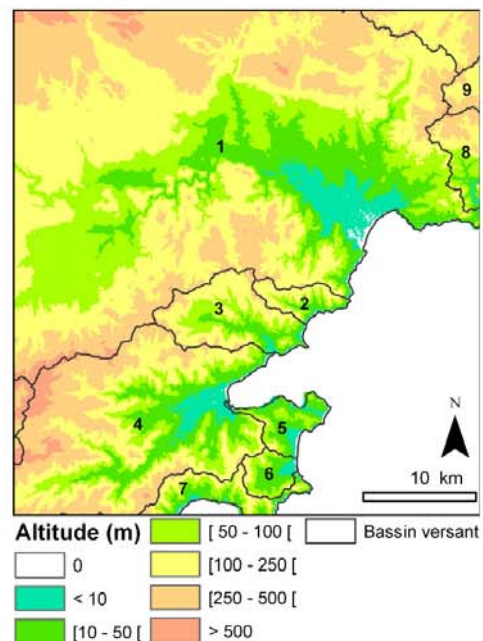 9
8
1
2
3
4
5
6
7
N
10 km
Altitude (m)
[ 50 - 100 [
Bassin versant
0
[100 - 250 [
< 10
[250 - 500 [
[10 - 50 [
> 500